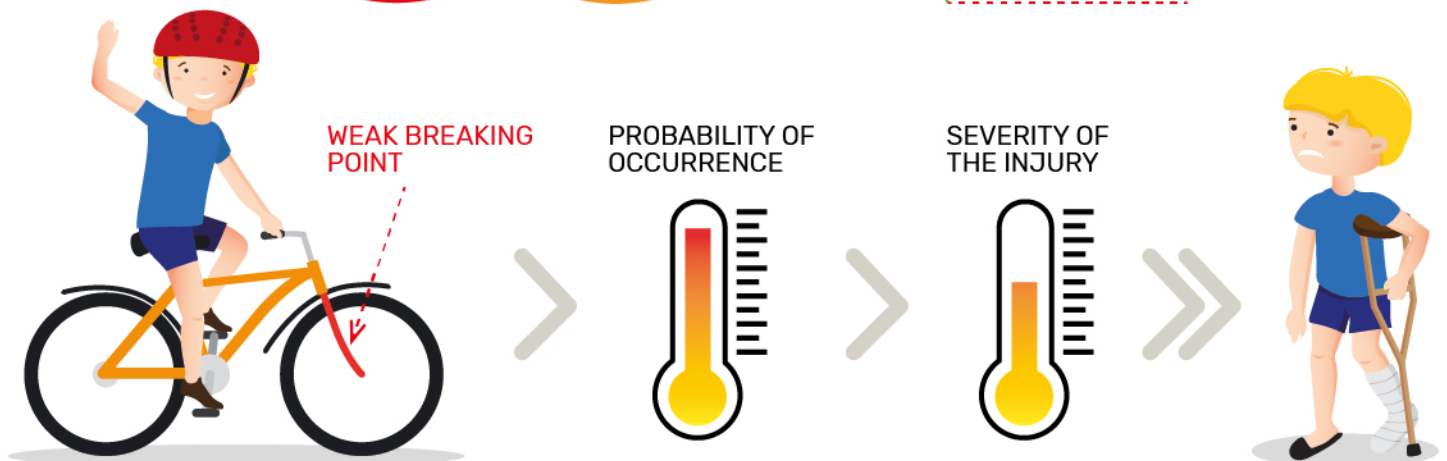 WEAK BREAKING
POINT
PROBABILITY OF
OCCURRENCE
SEVERITY OF
THE INJURY